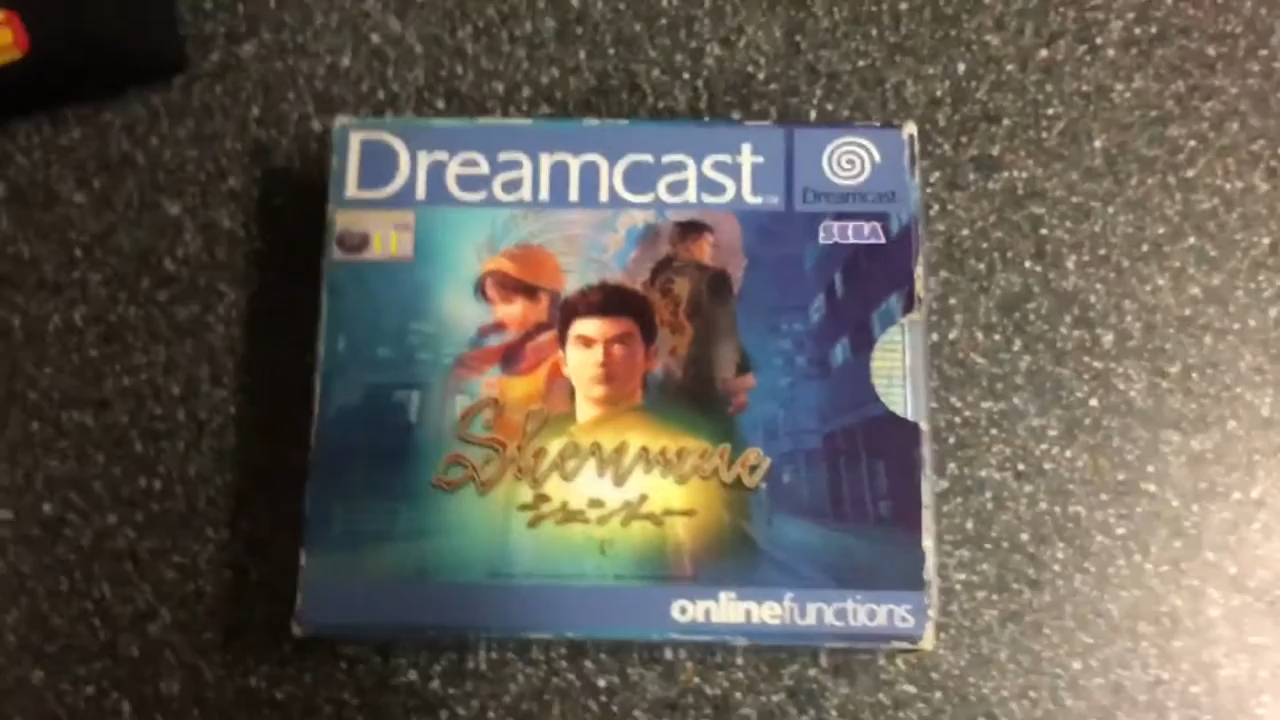 Dreamcast
Dreamcast
SEGA
Shenmue
シェンムー
onlinefunctions